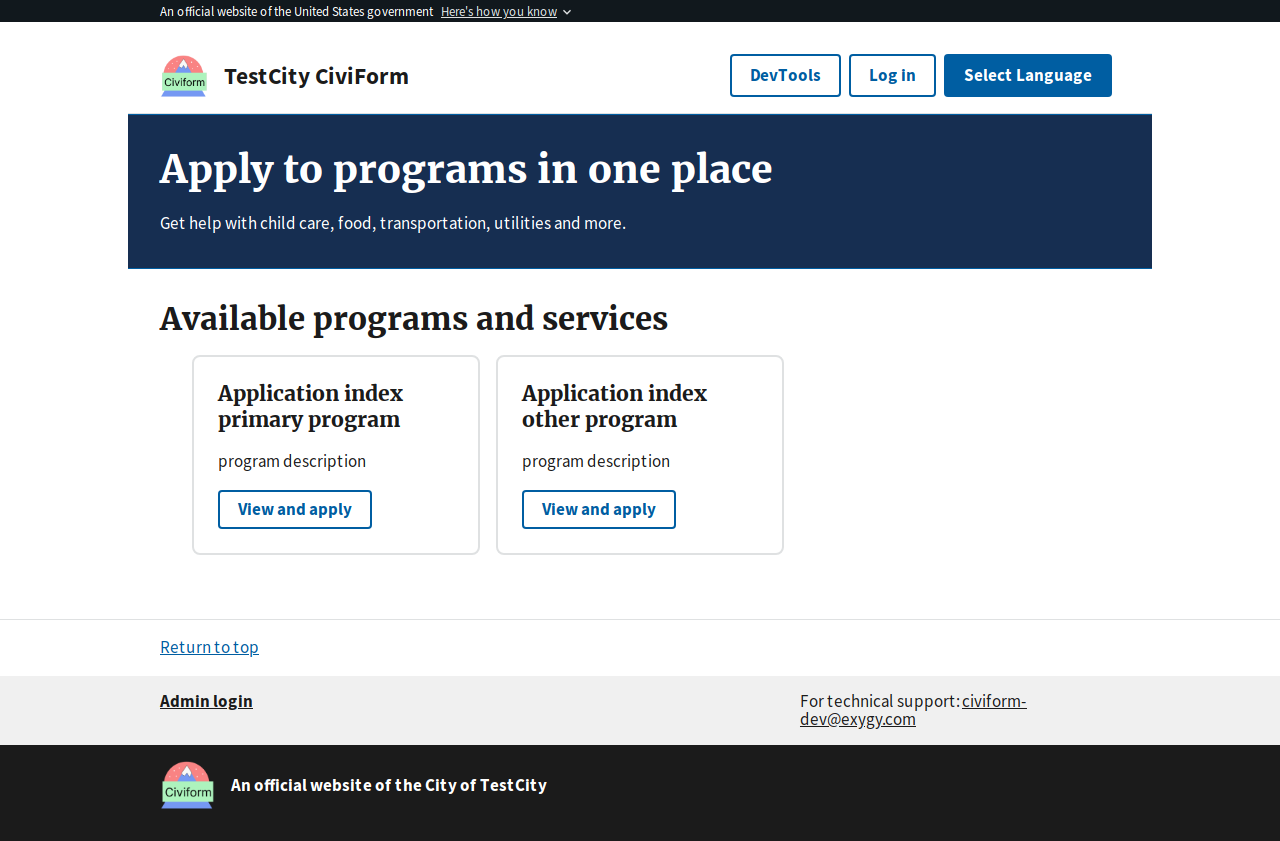 An official website of the United States government Here's how you know
Civiform
TestCity CiviForm
DevTools
Log in
Select Language
Apply to programs in one place
Get help with child care, food, transportation, utilities and more.
Available programs and services
Application index
primary program
program description
View and apply
Application index
other program
program description
View and apply
Return to top
Admin login
For technical support: civiform-
dev@exygy.com
Civiform
An official website of the City of TestCity